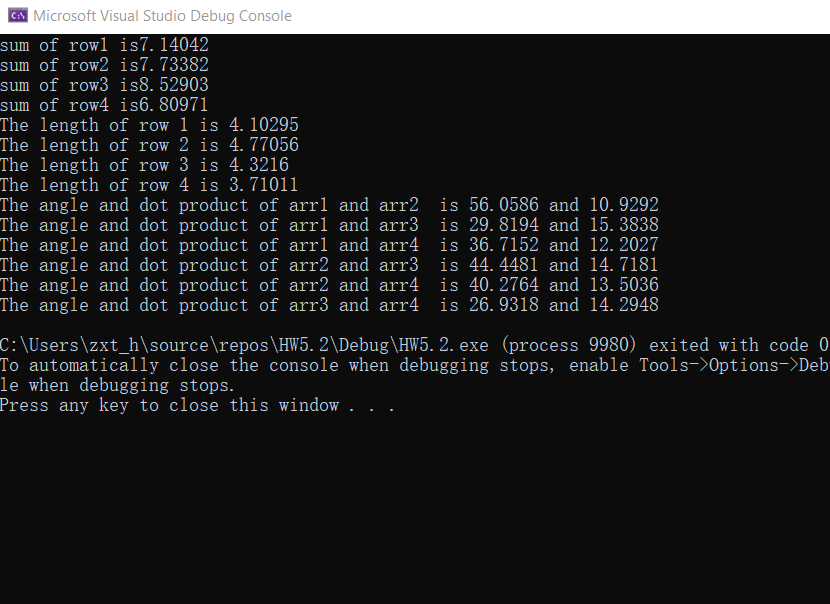 Microsoft Visual Studio Debug Console
sum of row1 is7.14042
sum of row2 is7.73382
sum of row3 is8.52903
sum of row4 is6.80971
The length of row 1 is 4.10295
The length of row 2 is 4.77056
The length of row 3 is 4.3216
The length of row 4 is 3.71011
The angle and dot product of arr1 and arr2  is 56.0586 and 10.9292
The angle and dot product of arr1 and arr3  is 29.8194 and 15.3838
The angle and dot product of arr1 and arr4  is 36.7152 and 12.2027
The angle and dot product of arr2 and arr3  is 44.4481 and 14.7181
The angle and dot product of arr2 and arr4  is 40.2764 and 13.5036
The angle and dot product of arr3 and arr4  is 26.9318 and 14.2948
C:\Users\zxt_h\source\repos\HW5.2\Debug\HW5.2.exe (process 9980) exited with code 0
To automatically close the console when debugging stops, enable Tools->Options->Deb
le when debugging stops.
Press any key to close this window . . .